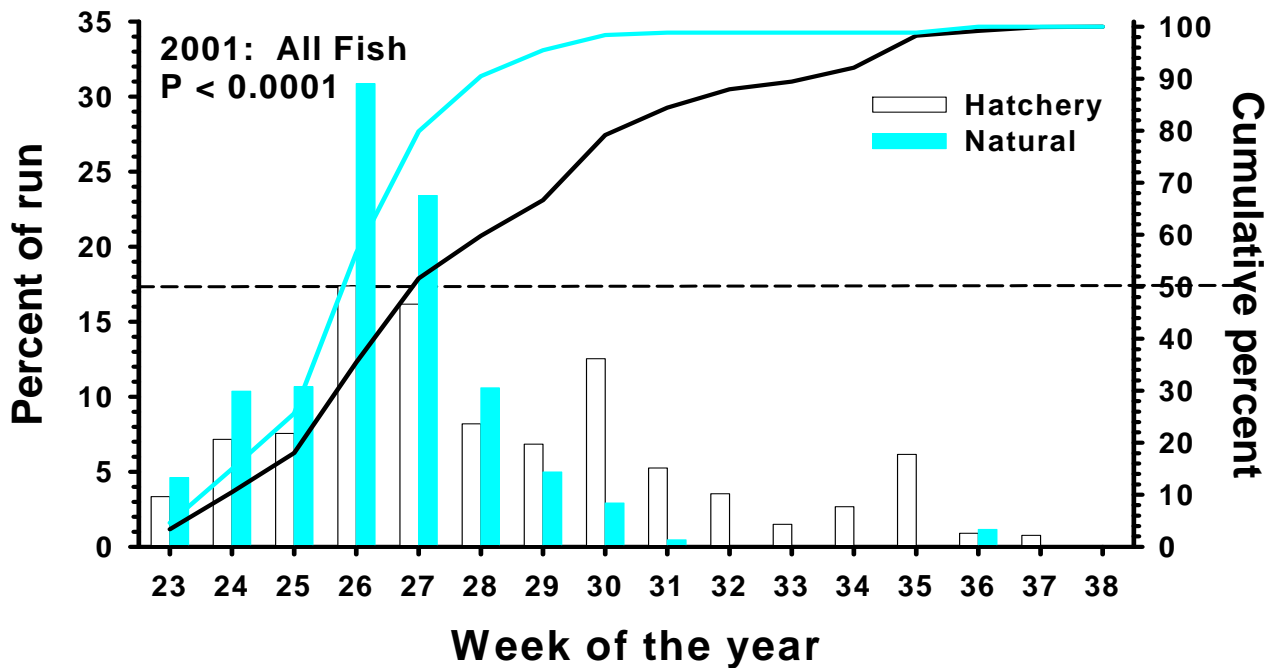 2001: All Fish
P < 0.0001
Hatchery
Natural
Percent of run
35
30
25
20
15
10
5
0
Cumulative percent
100
90
80
70
60
50
40
30
20
10
0
23 24 25 26 27 28 29 30 31 32 33 34 35 36 37 38
Week of the year